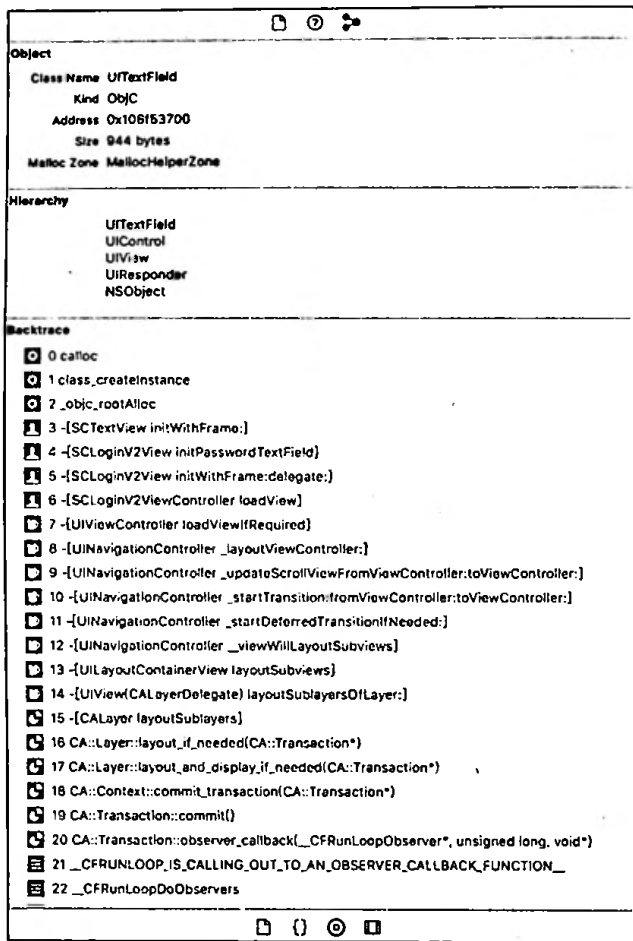 Object
Class Name UITextField
Kind ObjC
Address 0x106f53700
Size 944 bytes
Malloc Zone MallocHelperZone
Hierarchy
UITextField
UIControl
UIView
UIResponder
NSObject
Backtrace
0 calloc
1 class_createInstance
2 _objc_rootAlloc
3 -[SCTextView initWithFrame:]
4 -[SCLoginV2View initPasswordTextField]
5 -[SCLoginV2View initWithFrame:delegate:]
6 -[SCLoginV2ViewController loadView]
7 -[UIViewController loadViewIfRequired]
8 -[UINavigationController _layoutViewController:]
9 -[UINavigationController _updateScrollViewFromViewController:toViewController:]
10 -[UINavigationController _startTransition:fromViewController:toViewController:]
11 -[UINavigationController _startDeferredTransitionIfNeeded:]
12 -[UINavigationController __viewWillLayoutSubviews]
13 -[UILayoutContainerView layoutSubviews]
14 -[UIView(CALayerDelegate) layoutSublayersOfLayer:]
15 -[CALayer layoutSublayers]
16 CA::Layer::layout_if_needed(CA::Transaction*)
17 CA::Layer::layout_and_display_if_needed(CA::Transaction*)
18 CA::Context::commit_transaction(CA::Transaction*)
19 CA::Transaction::commit()
20 CA::Transaction::observer_callback(__CFRunLoopObserver*, unsigned long, void*)
21 __CFRUNLOOP_IS_CALLING_OUT_TO_AN_OBSERVER_CALLBACK_FUNCTION__
22 __CFRunLoopDoObservers
{}